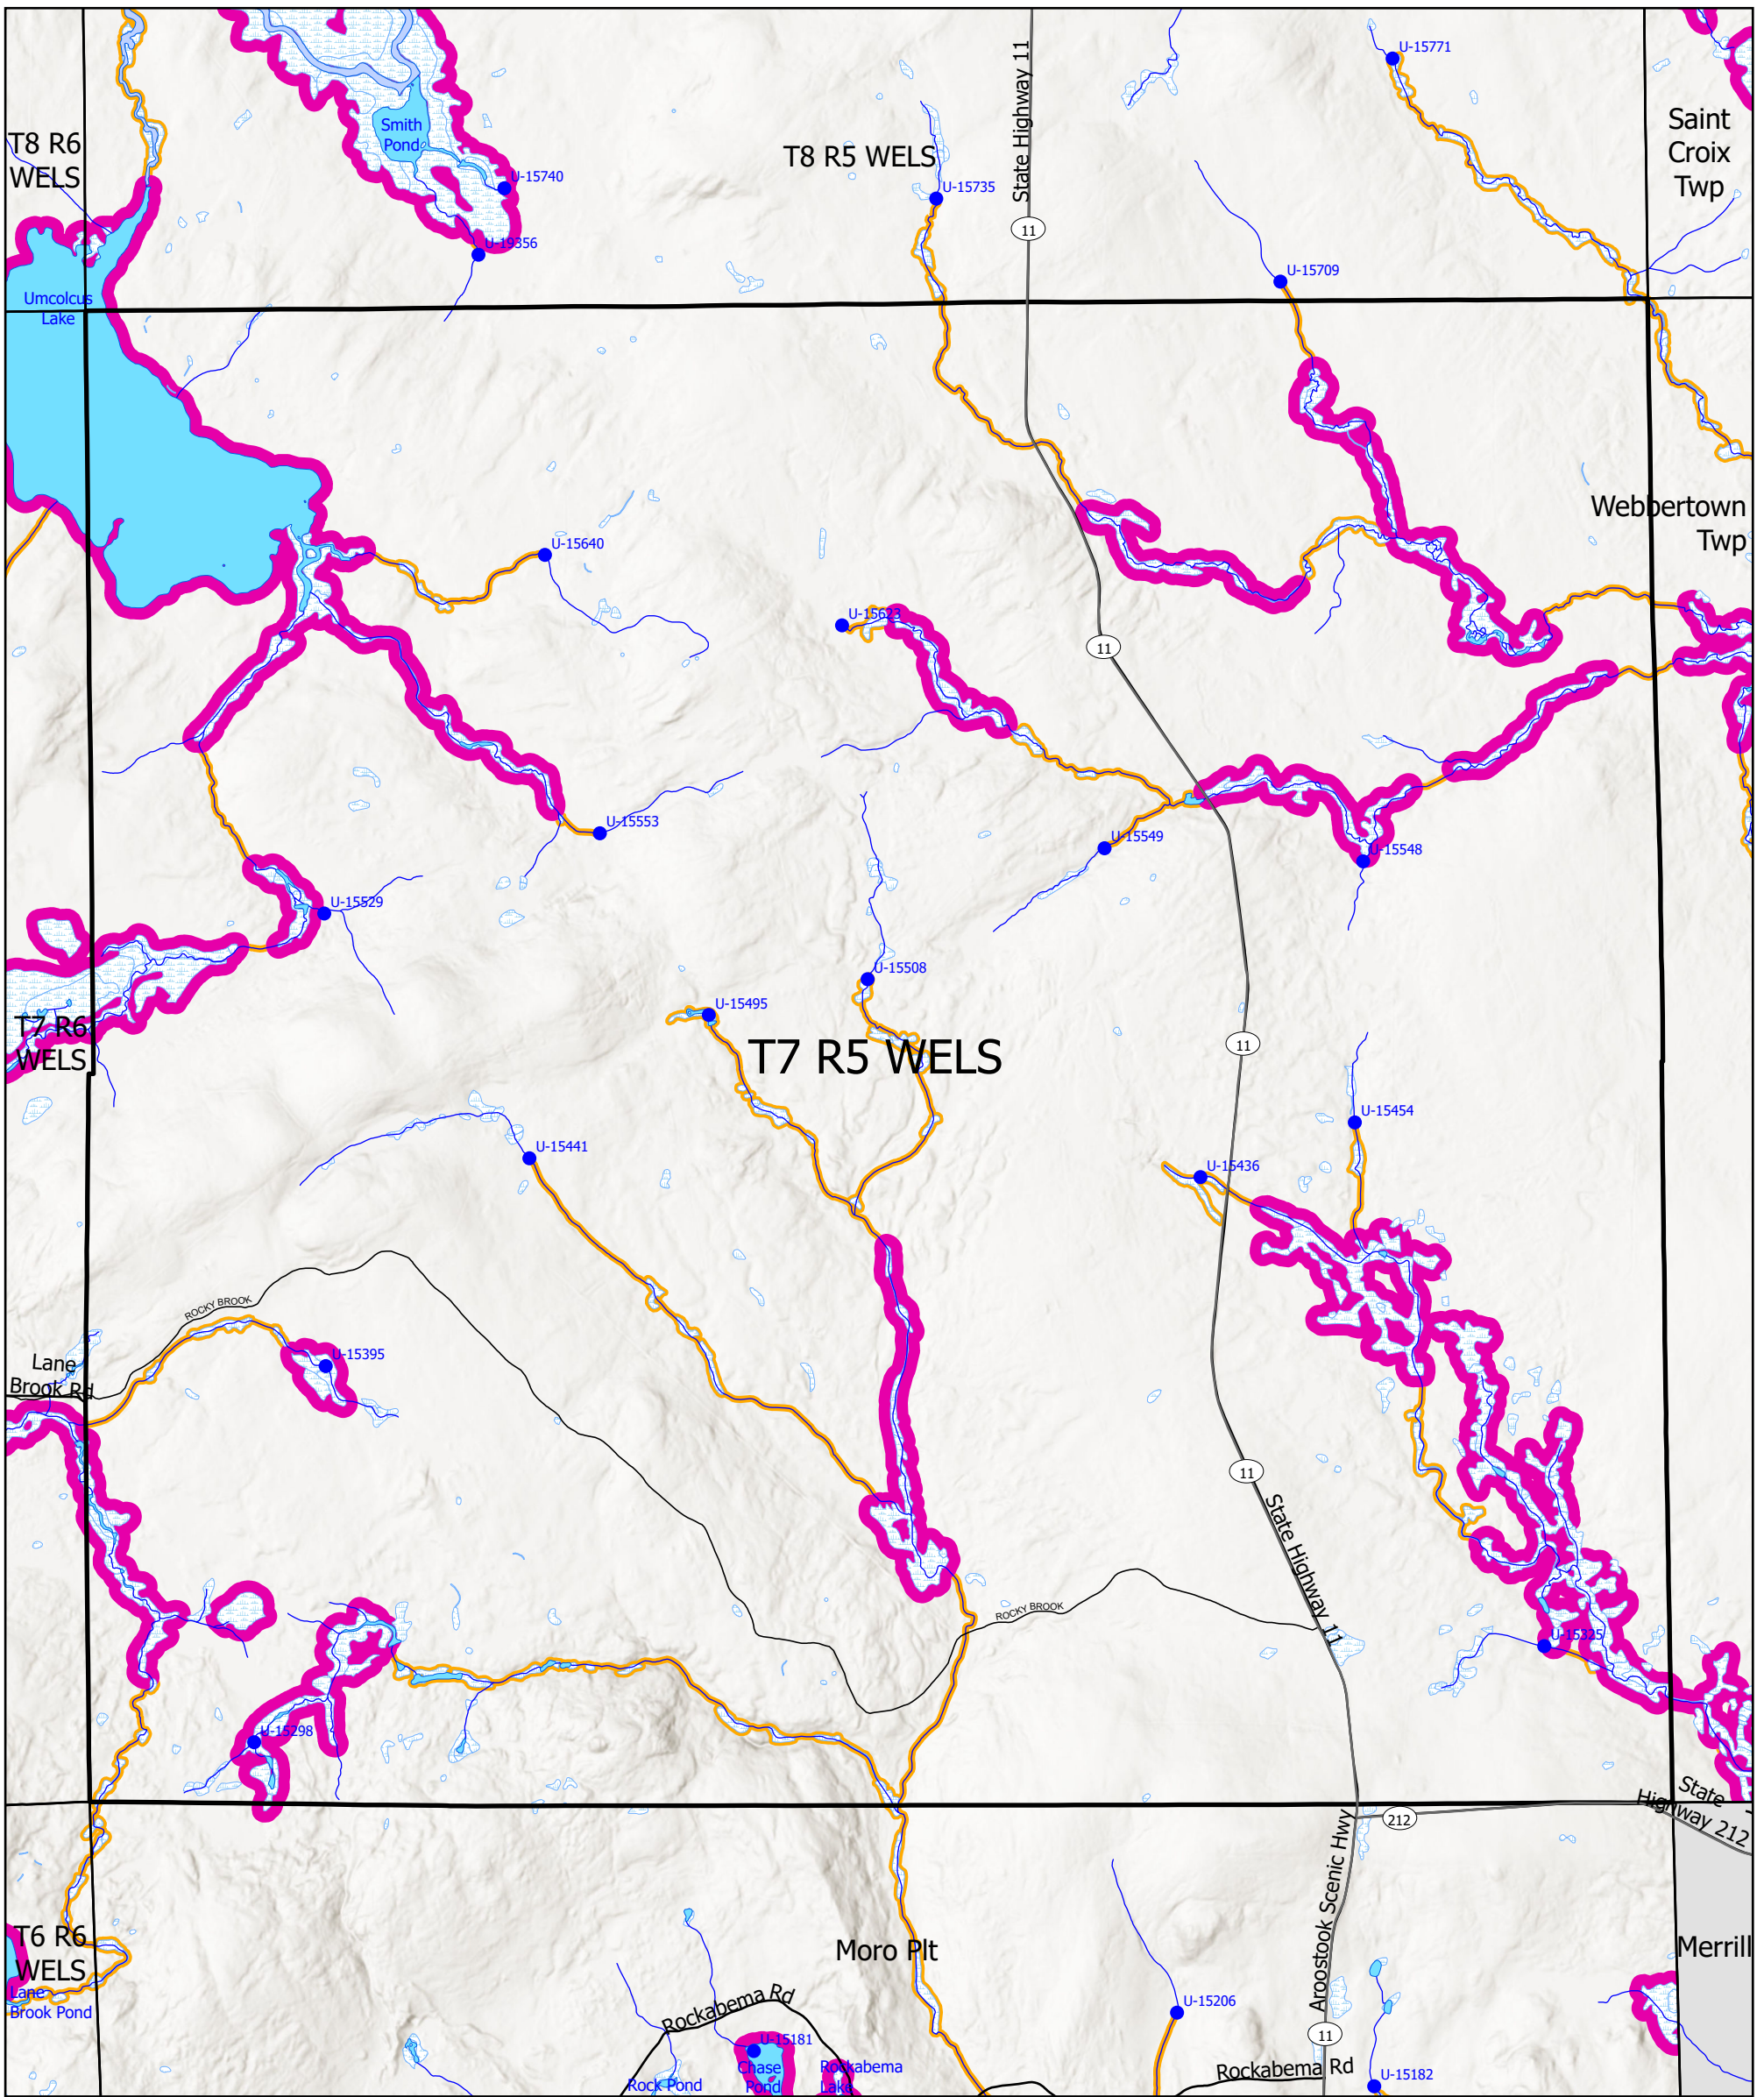 State Highway 11
U-15771
Smith
Pond
Saint
Croix
Twp
T8 R6
WELS
T8 R5 WELS
U-15740
U-15735
11
U-19356
U-15709
Umcolcus
Lake
Webbertown
Twp
U-15640
U-15623
11
U-15553
U-15549
U-15548
U-15529
U-15508
U-15495
T7 R6
WELS
T7 R5 WELS
11
U-15454
U-15441
U-15436
ROCKY BROOK
U-15395
Lane
Brook Rd
11
State Highway 11
ROCKY BROOK
U-15325
U-15298
State
Highway 212
212
Aroostook Scenic Hwy
T6 R6
WELS
Moro Plt
Merrill
Lane
Brook Pond
Rockabema Rd
U-15206
11
U-15181
Chase
Pond
Rockabema
Lake
Rock Pond
Rockabema Rd
U-15182